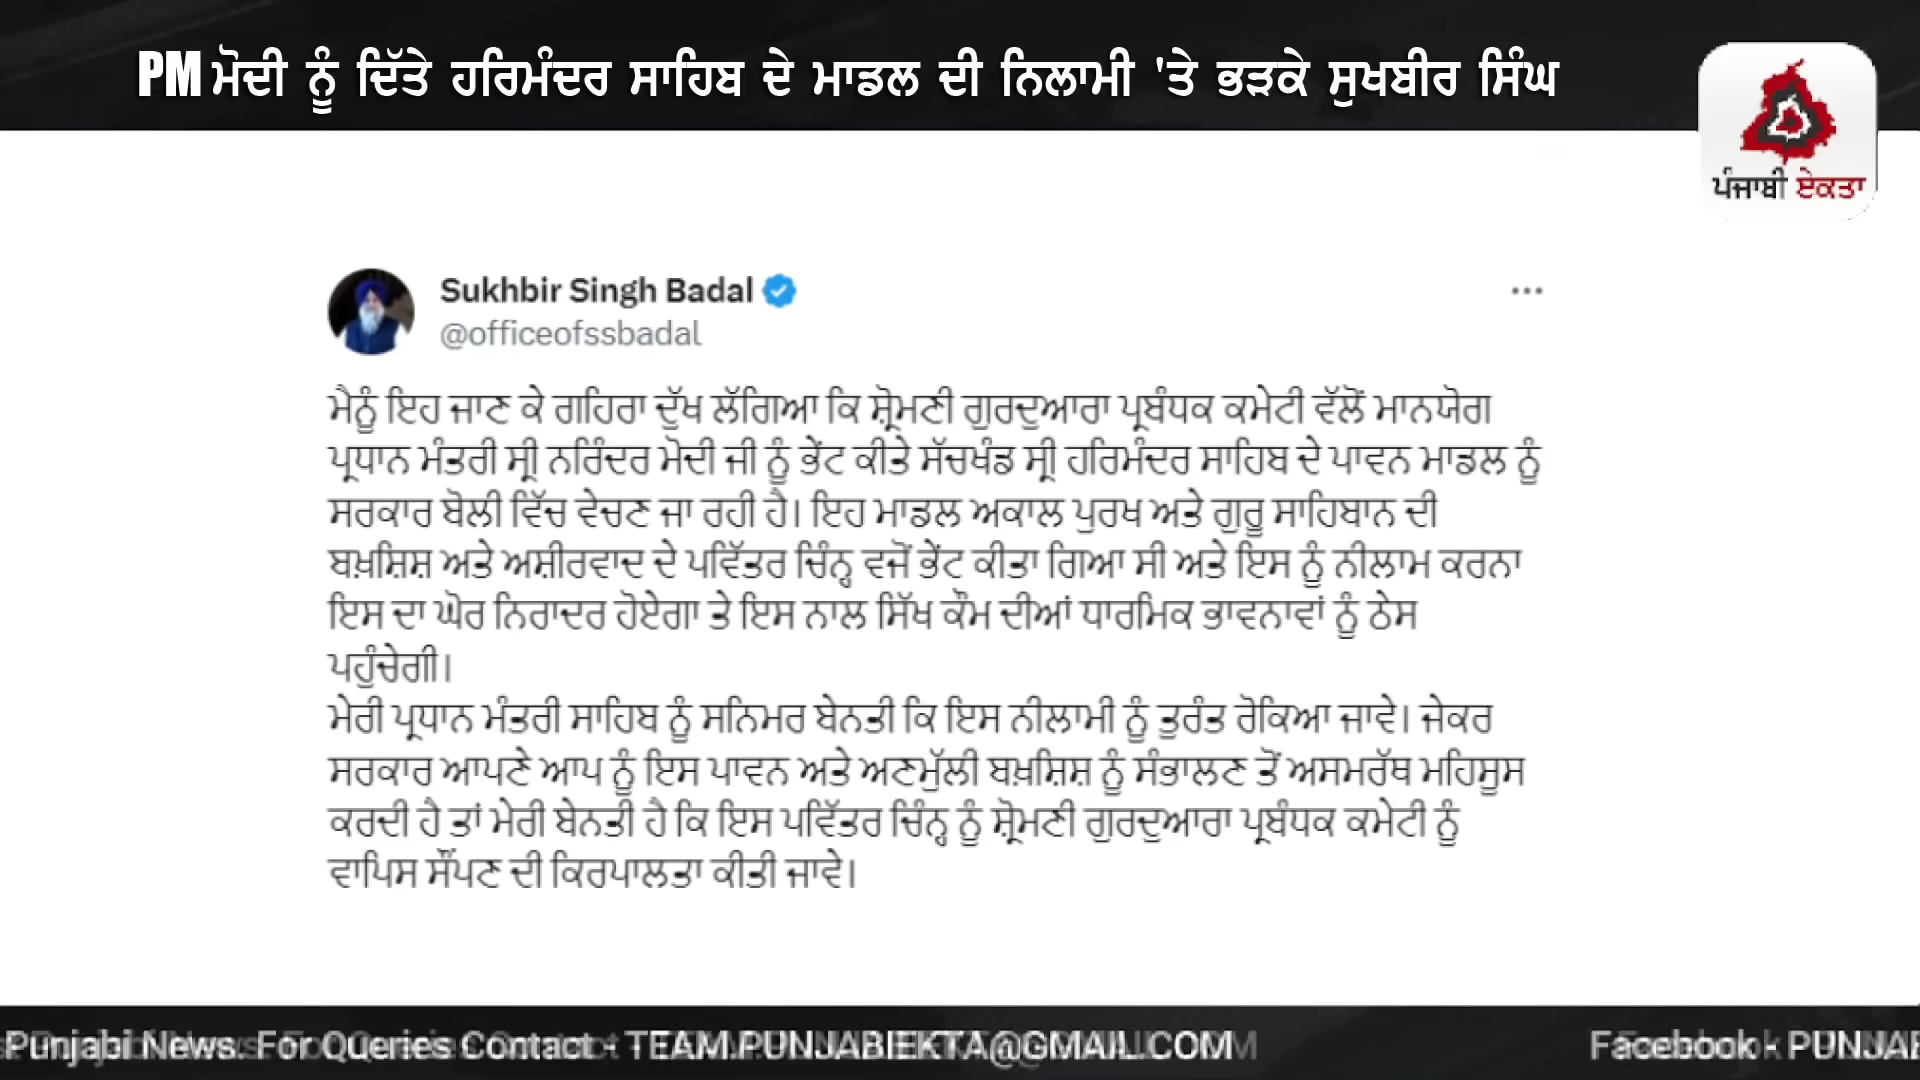 PM ਮੋਦੀ ਨੂੰ ਦਿੱਤੇ ਹਰਿਮੰਦਰ ਸਾਹਿਬ ਦੇ ਮਾਡਲ ਦੀ ਨਿਲਾਮੀ 'ਤੇ ਭੜਕੇ ਸੁਖਬੀਰ ਸਿੰਘ
ਪੰਜਾਬੀ ਏਕਤਾ
Sukhbir Singh Badal
@officeofssbadal
ਮੈਨੂੰ ਇਹ ਜਾਣ ਕੇ ਗਹਿਰਾ ਦੁੱਖ ਲੱਗਿਆ ਕਿ ਸ਼੍ਰੋਮਣੀ ਗੁਰਦੁਆਰਾ ਪ੍ਰਬੰਧਕ ਕਮੇਟੀ ਵੱਲੋਂ ਮਾਨਯੋਗ
ਪ੍ਰਧਾਨ ਮੰਤਰੀ ਸ੍ਰੀ ਨਰਿੰਦਰ ਮੋਦੀ ਜੀ ਨੂੰ ਭੇਂਟ ਕੀਤੇ ਸੱਚਖੰਡ ਸ੍ਰੀ ਹਰਿਮੰਦਰ ਸਾਹਿਬ ਦੇ ਪਾਵਨ ਮਾਡਲ ਨੂੰ
ਸਰਕਾਰ ਬੋਲੀ ਵਿੱਚ ਵੇਚਣ ਜਾ ਰਹੀ ਹੈ। ਇਹ ਮਾਡਲ ਅਕਾਲ ਪੁਰਖ ਅਤੇ ਗੁਰੂ ਸਾਹਿਬਾਨ ਦੀ
ਬਖ਼ਸ਼ਿਸ਼ ਅਤੇ ਅਸ਼ੀਰਵਾਦ ਦੇ ਪਵਿੱਤਰ ਚਿੰਨ੍ਹ ਵਜੋਂ ਭੇਂਟ ਕੀਤਾ ਗਿਆ ਸੀ ਅਤੇ ਇਸ ਨੂੰ ਨੀਲਾਮ ਕਰਨਾ
ਇਸ ਦਾ ਘੋਰ ਨਿਰਾਦਰ ਹੋਏਗਾ ਤੇ ਇਸ ਨਾਲ ਸਿੱਖ ਕੌਮ ਦੀਆਂ ਧਾਰਮਿਕ ਭਾਵਨਾਵਾਂ ਨੂੰ ਠੇਸ
ਪਹੁੰਚੇਗੀ।
ਮੇਰੀ ਪ੍ਰਧਾਨ ਮੰਤਰੀ ਸਾਹਿਬ ਨੂੰ ਸਨਿਮਰ ਬੇਨਤੀ ਕਿ ਇਸ ਨੀਲਾਮੀ ਨੂੰ ਤੁਰੰਤ ਰੋਕਿਆ ਜਾਵੇ। ਜੇਕਰ
ਸਰਕਾਰ ਆਪਣੇ ਆਪ ਨੂੰ ਇਸ ਪਾਵਨ ਅਤੇ ਅਣਮੁੱਲੀ ਬਖ਼ਸ਼ਿਸ਼ ਨੂੰ ਸੰਭਾਲਣ ਤੋਂ ਅਸਮਰੱਥ ਮਹਿਸੂਸ
ਕਰਦੀ ਹੈ ਤਾਂ ਮੇਰੀ ਬੇਨਤੀ ਹੈ ਕਿ ਇਸ ਪਵਿੱਤਰ ਚਿੰਨ੍ਹ ਨੂੰ ਸ਼੍ਰੋਮਣੀ ਗੁਰਦੁਆਰਾ ਪ੍ਰਬੰਧਕ ਕਮੇਟੀ ਨੂੰ
ਵਾਪਿਸ ਸੌਂਪਣ ਦੀ ਕਿਰਪਾਲਤਾ ਕੀਤੀ ਜਾਵੇ।
Punjabi News. For Queries Contact - TEAM.PUNJABIEKTA@GMAIL.COM Facebook -